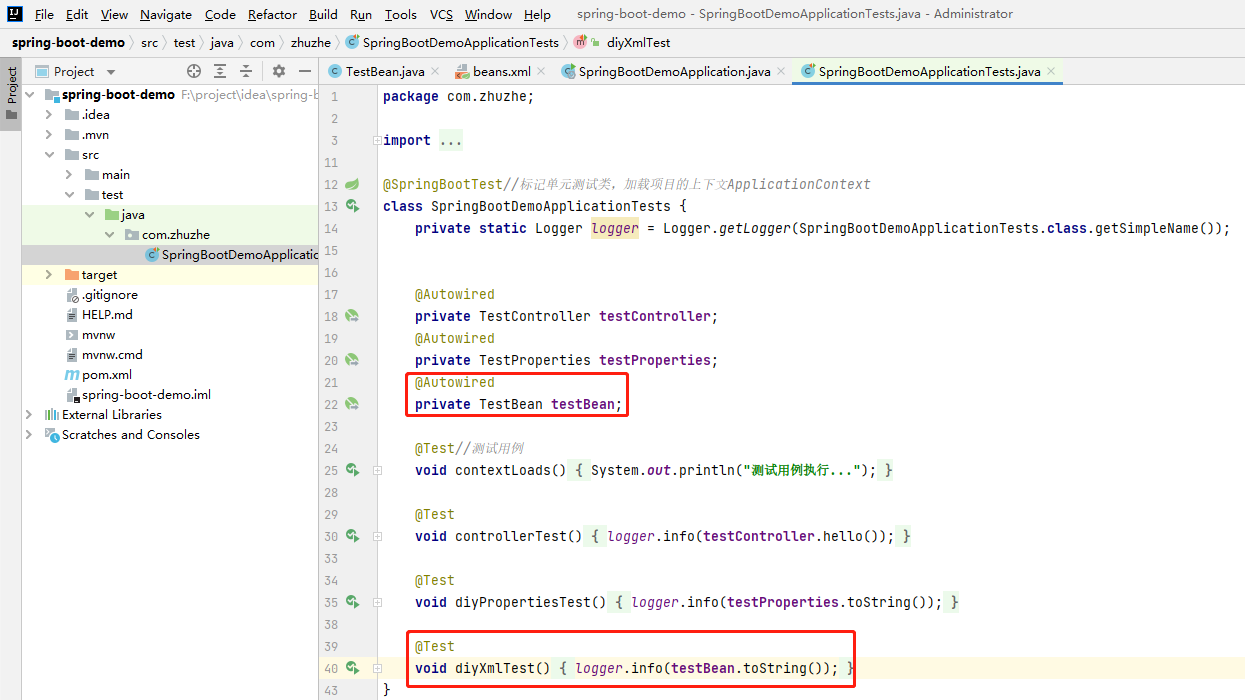 File Edit View Navigate Code Refactor Build Run Tools VCS Window Help spring-boot-demo - SpringBootDemoApplicationTests.java - Administrator
spring-boot-demo src test java com zhuzhe SpringBootDemoApplicationTests diyXmlTest
Project
Project
TestBean.java beans.xml SpringBootDemoApplication.java SpringBootDemoApplicationTests.java
spring-boot-demo F:\project\idea\spring-b
.idea
.mvn
src
main
test
java
com.zhuzhe
SpringBootDemoApplicatio
target
.gitignore
HELP.md
mvnw
mvnw.cmd
pom.xml
spring-boot-demo.iml
External Libraries
Scratches and Consoles
1 package com.zhuzhe;
2
3 import ...
11
12 @SpringBootTest//标记单元测试类，加载项目的上下文ApplicationContext
13 class SpringBootDemoApplicationTests {
14 private static Logger logger = Logger.getLogger(SpringBootDemoApplicationTests.class.getSimpleName());
15
16
17 @Autowired
18 private TestController testController;
19 @Autowired
20 private TestProperties testProperties;
21 @Autowired
22 private TestBean testBean;
23
24 @Test//测试用例
25 void contextLoads() { System.out.println("测试用例执行..."); }
28
29 @Test
30 void controllerTest() { logger.info(testController.hello()); }
33
34 @Test
35 void diyPropertiesTest() { logger.info(testProperties.toString()); }
38
39 @Test
40 void diyXmlTest() { logger.info(testBean.toString()); }
43 }